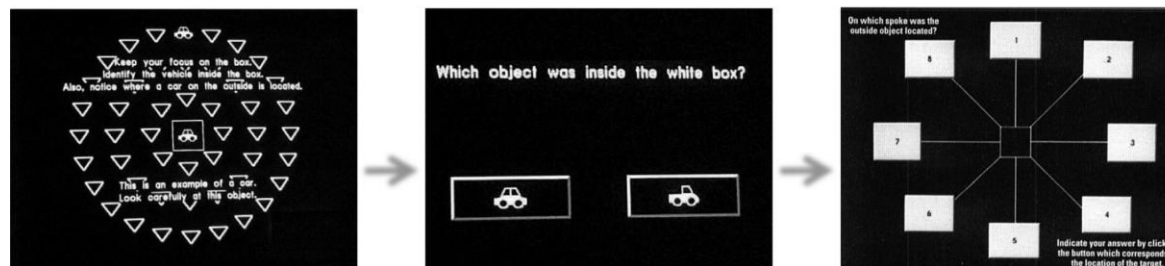 Keep your focus on the box.
Identify the vehicle inside the box.
Also, notice where a car on the outside is located.
This is an example of a car.
Look carefully at this object.
Which object was inside the white box?
On which spoke was the
outside object located?
1
2
3
4
5
6
7
8
Indicate your answer by click
the button which correspond
the location of the target